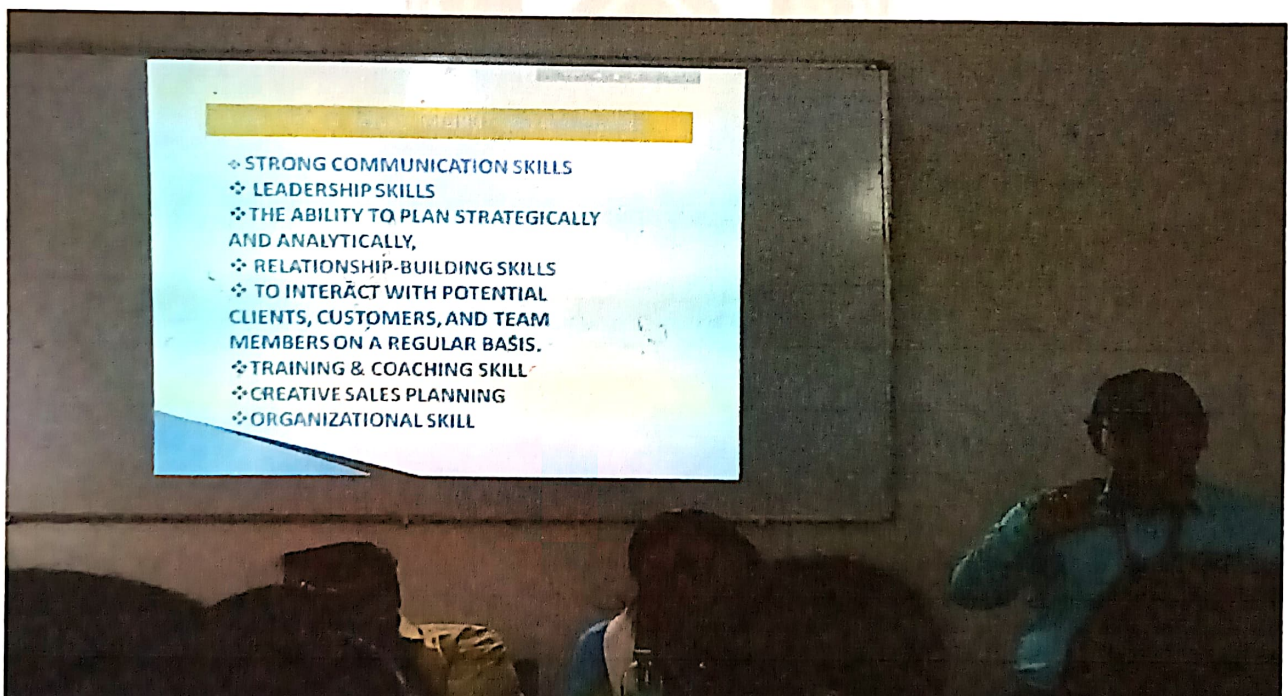 ❖ STRONG COMMUNICATION SKILLS
❖ LEADERSHIP SKILLS
❖ THE ABILITY TO PLAN STRATEGICALLY
AND ANALYTICALLY,
❖ RELATIONSHIP-BUILDING SKILLS
❖ TO INTERACT WITH POTENTIAL
CLIENTS, CUSTOMERS, AND TEAM
MEMBERS ON A REGULAR BASIS.
❖ TRAINING & COACHING SKILL
❖ CREATIVE SALES PLANNING
❖ ORGANIZATIONAL SKILL